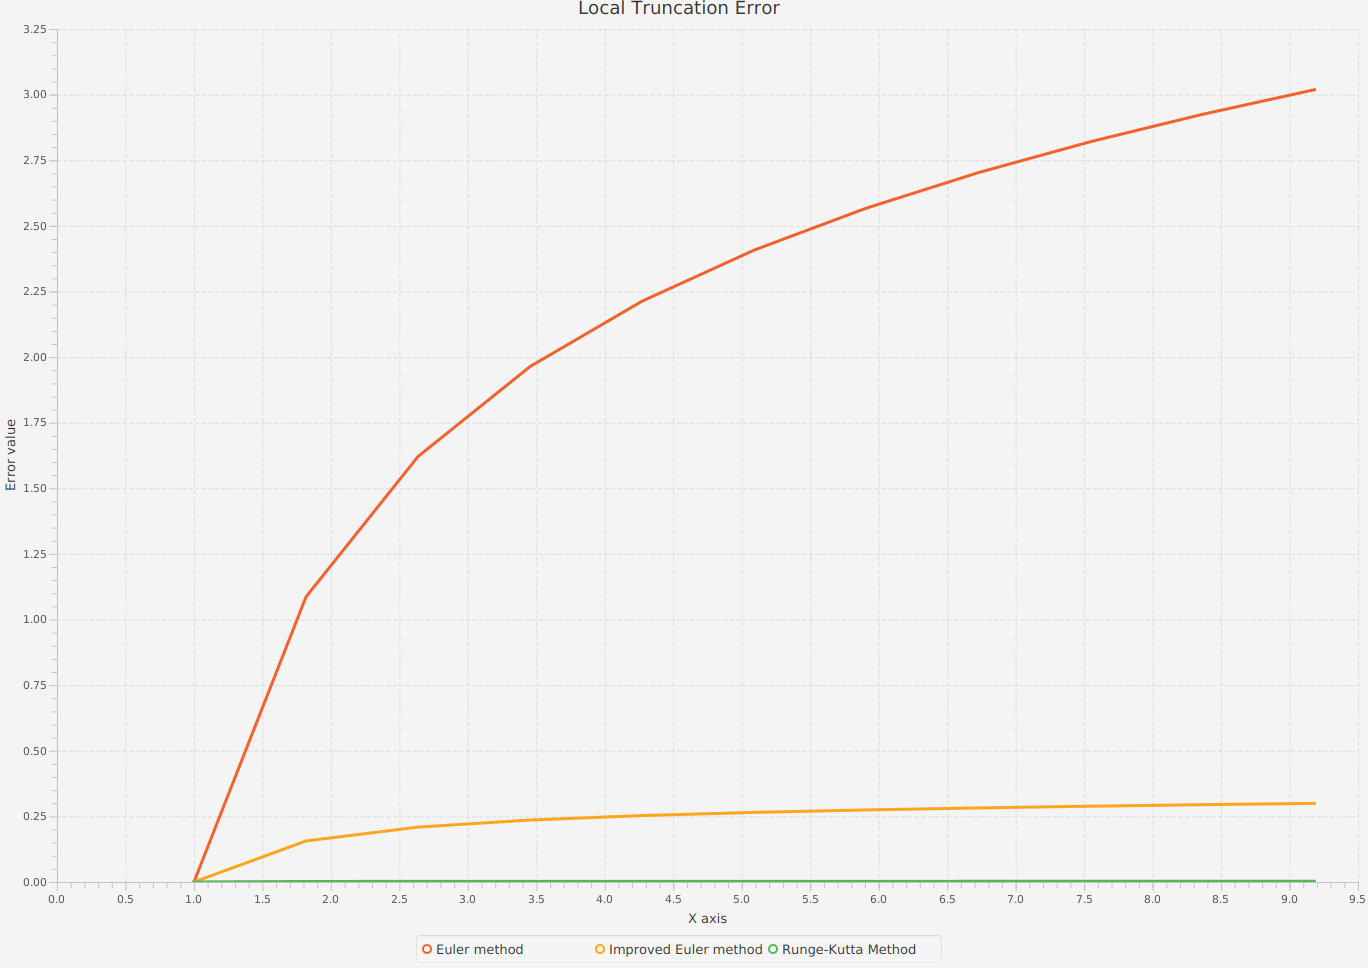 Local Truncation Error
3.25
3.00
2.75
2.50
2.25
2.00
1.75
1.50
1.25
1.00
0.75
0.50
0.25
0.00
Error value
0.0 0.5 1.0 1.5 2.0 2.5 3.0 3.5 4.0 4.5 5.0 5.5 6.0 6.5 7.0 7.5 8.0 8.5 9.0 9.5
X axis
Euler method Improved Euler method Runge-Kutta Method